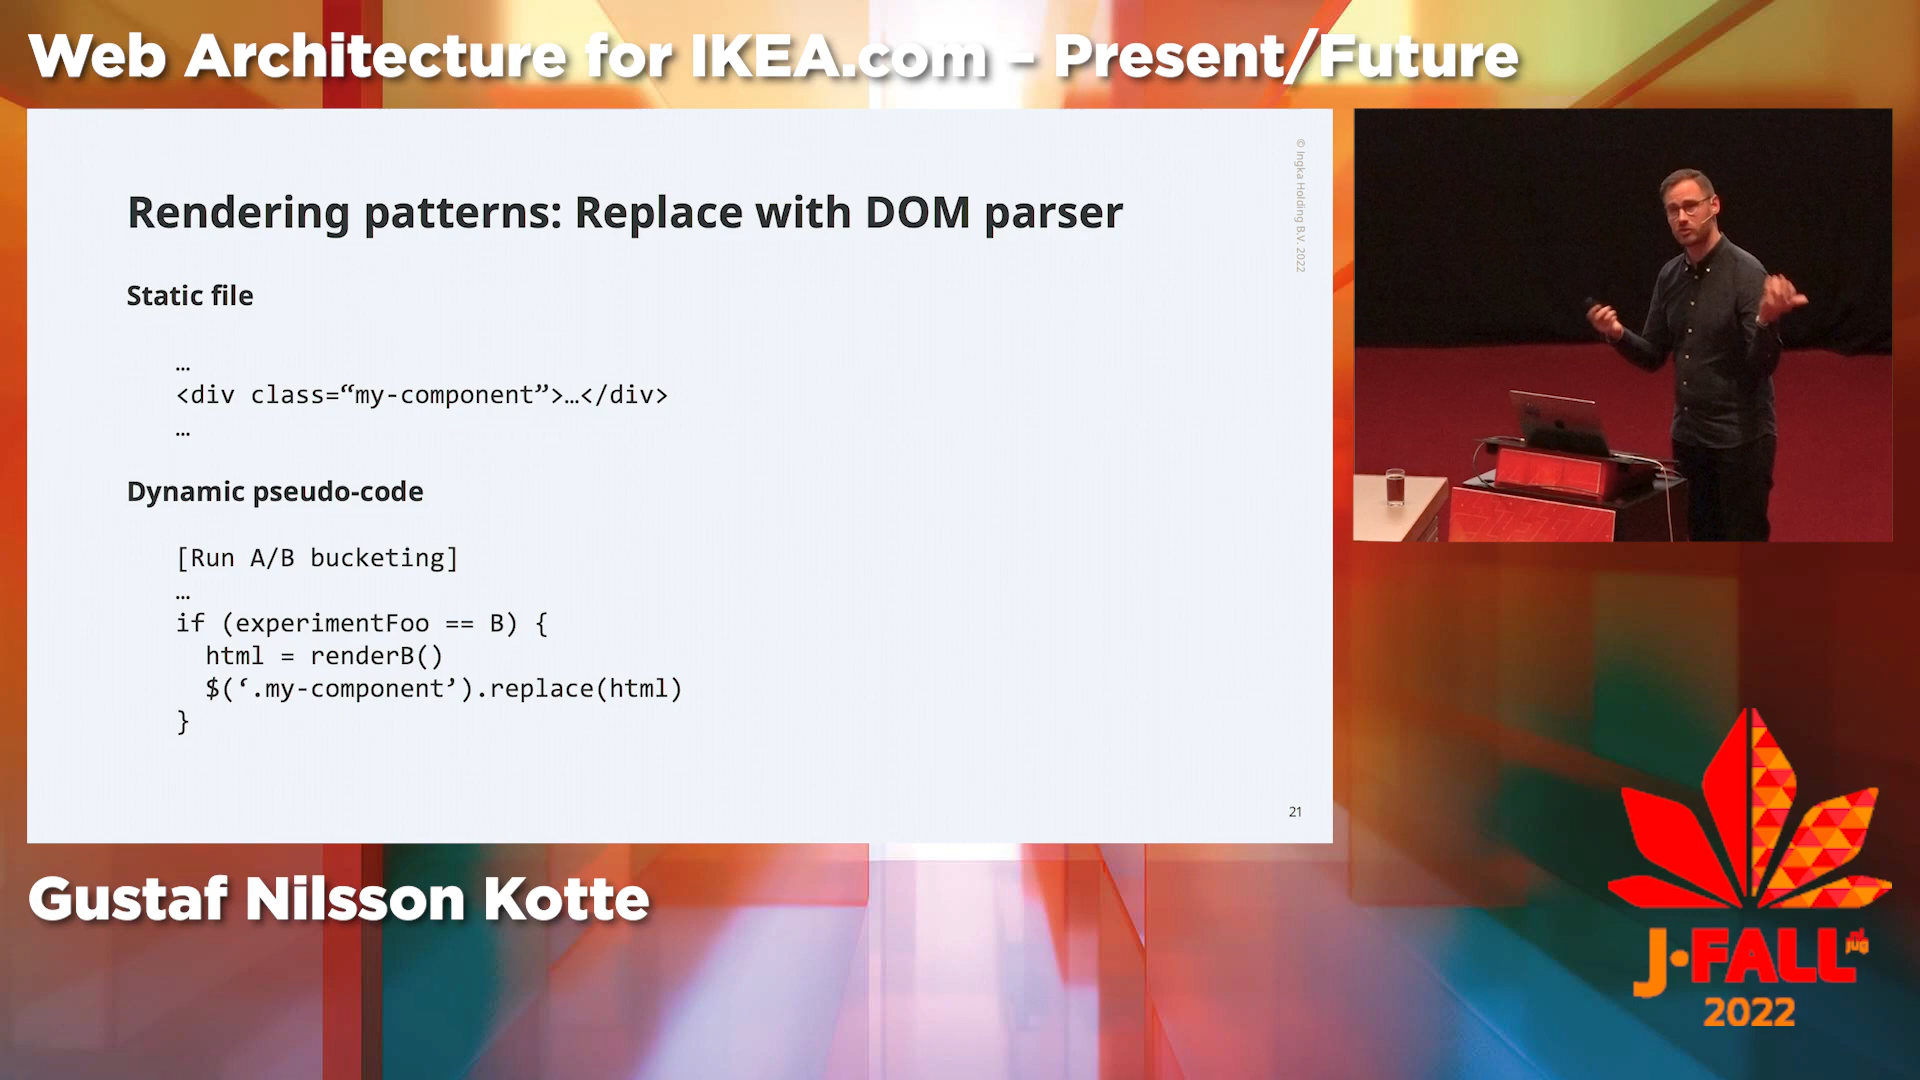 Web Architecture for IKEA.com – Present/Future
© Ingka Holding B.V. 2022
Rendering patterns: Replace with DOM parser
Static file
…
<div class=“my-component”>…</div>
…
Dynamic pseudo-code
[Run A/B bucketing]
…
if (experimentFoo == B) {
html = renderB()
$(‘.my-component’).replace(html)
}
21
Gustaf Nilsson Kotte
J•FALL
nl
jug
2022